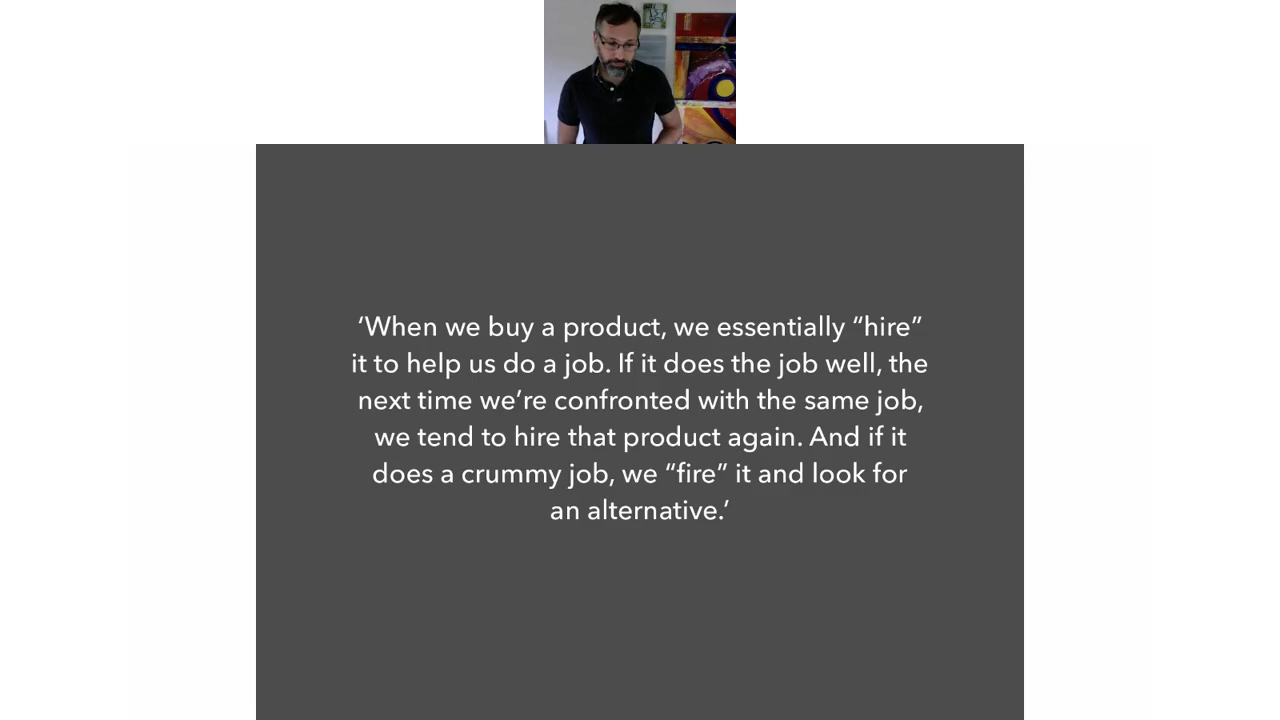 ‘When we buy a product, we essentially “hire”
it to help us do a job. If it does the job well, the
next time we’re confronted with the same job,
we tend to hire that product again. And if it
does a crummy job, we “fire” it and look for
an alternative.’